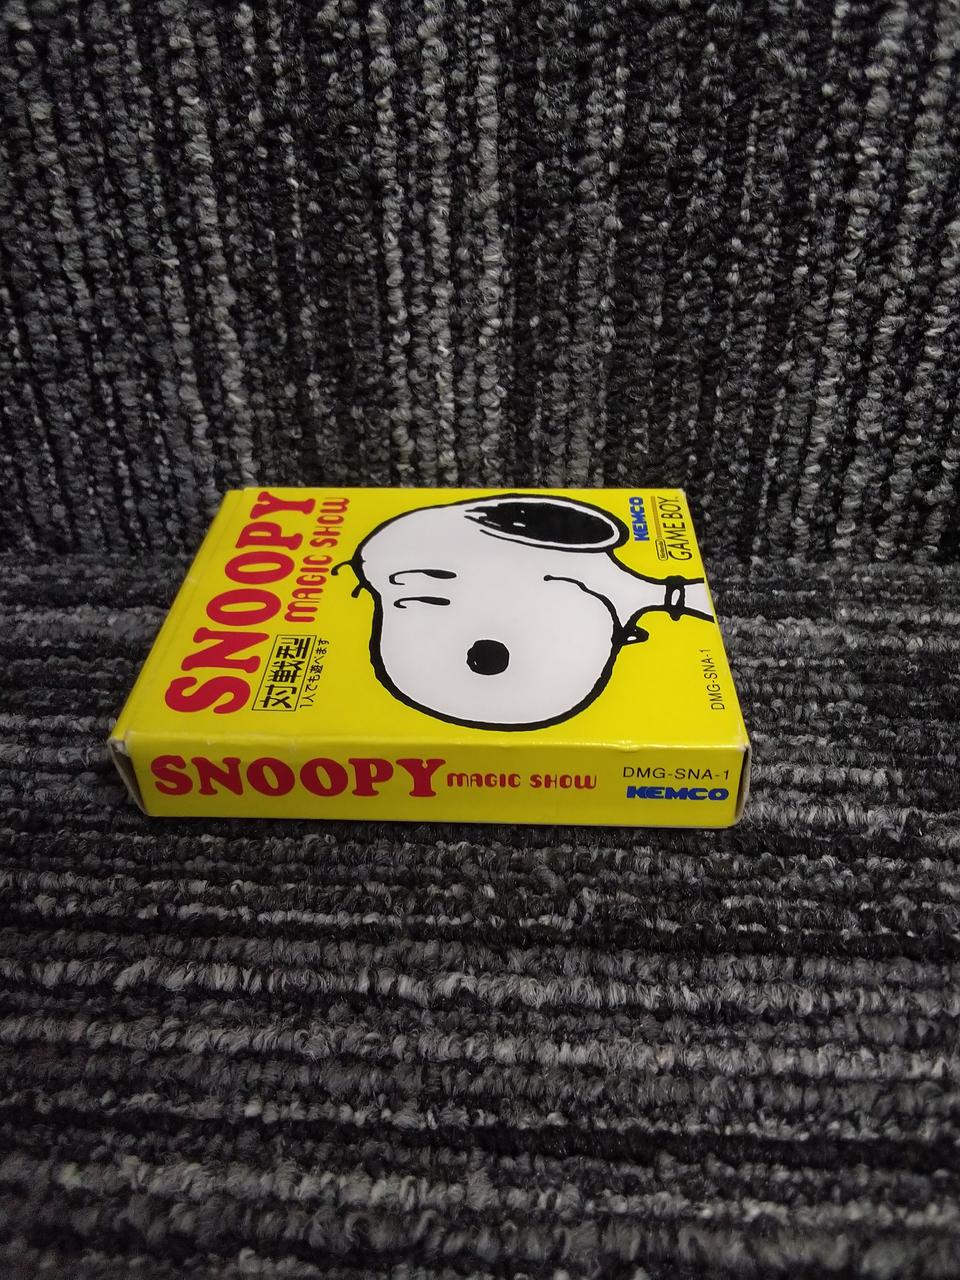 SNOOPY
MAGIC SHOW
対戦型
1人でも遊べます
KEMCO
Nintendo
GAME BOY
DMG-SNA-1
SNOOPY MAGIC SHOW
DMG-SNA-1
KEMCO